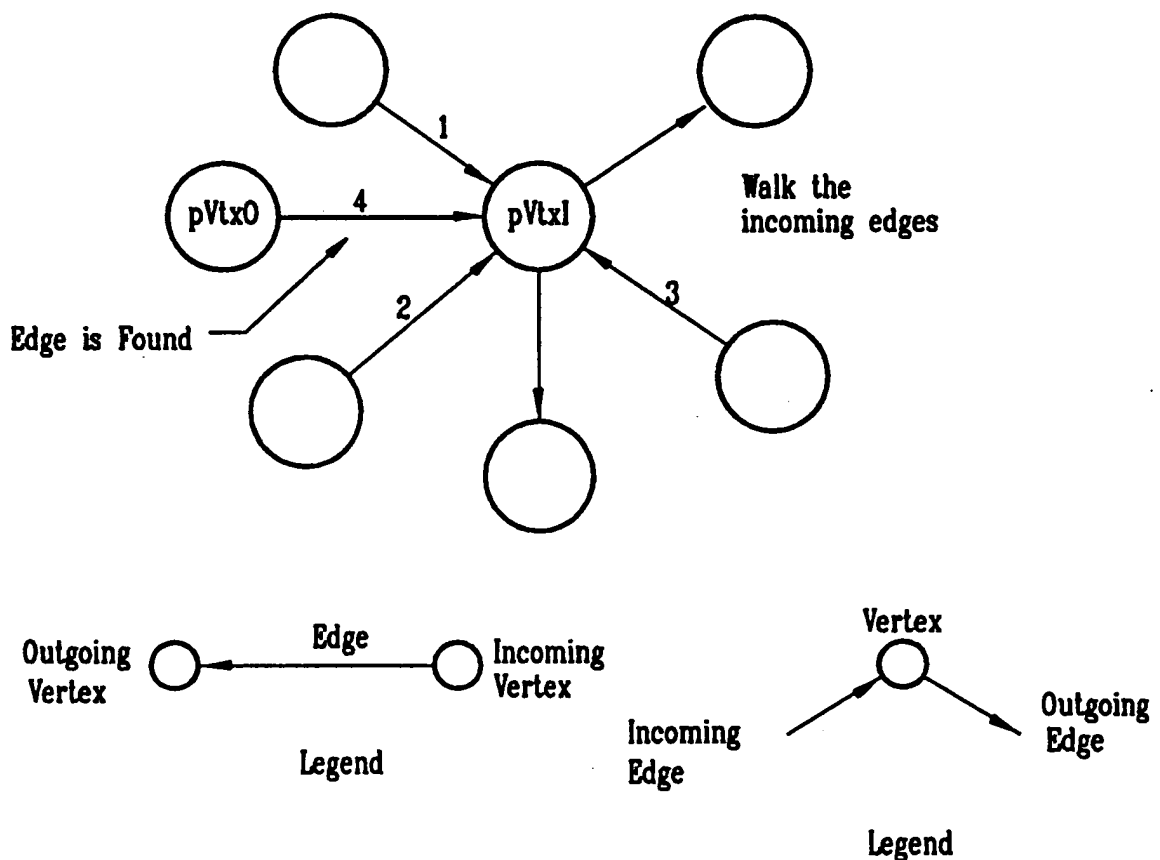 1
pVtxO
4
pVtxI
Walk the
incoming edges
2
3
Edge is Found
Vertex
Outgoing
Vertex
Edge
Incoming
Vertex
Incoming
Edge
Outgoing
Edge
Legend
Legend